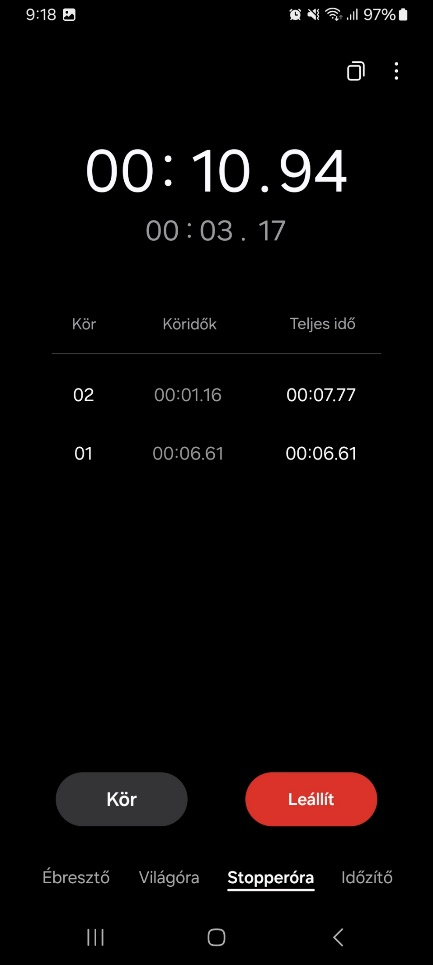 9:18 97%
00:10.94
00:03.17
Kör Köridők Teljes idő
02 00:01.16 00:07.77
01 00:06.61 00:06.61
Kör Leállít
Ébresztő Világóra Stopperóra Időzítő